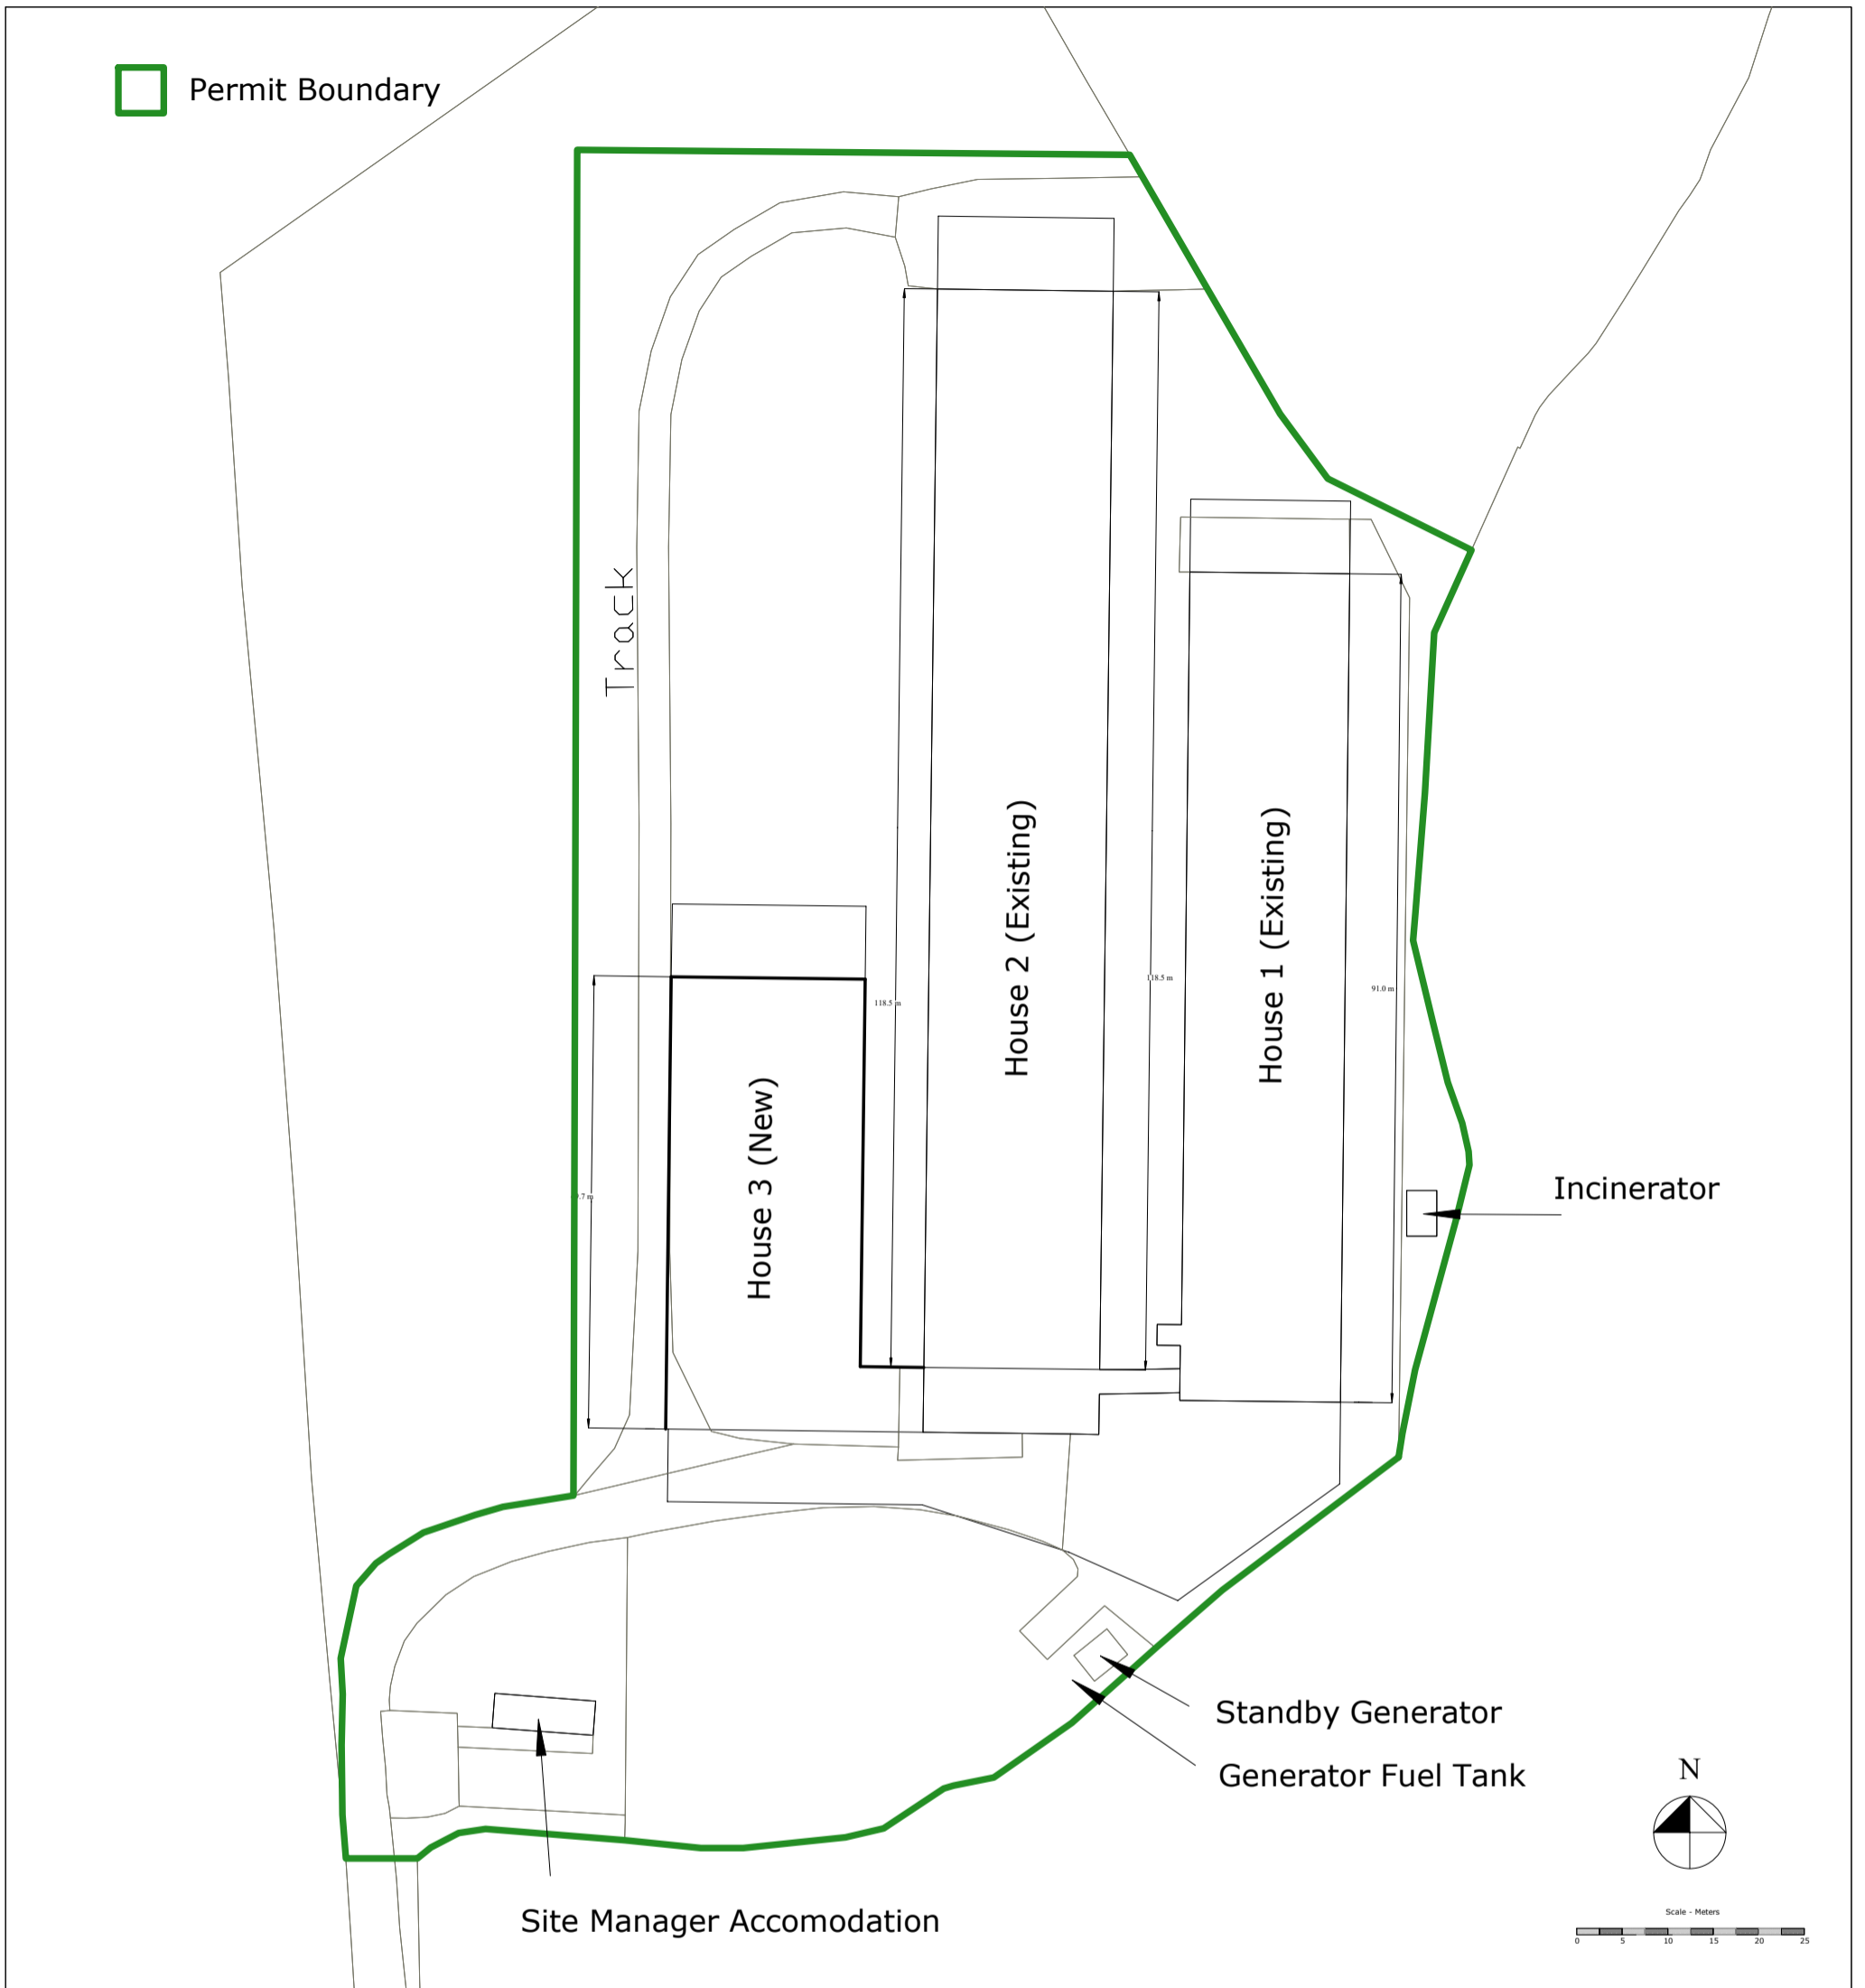 Permit Boundary
Track
House 2 (Existing)
House 1 (Existing)
118.5 m
118.5 m
91.0 m
House 3 (New)
Incinerator
Standby Generator
Generator Fuel Tank
N
Site Manager Accomodation
Scale - Meters
0 5 10 15 20 25